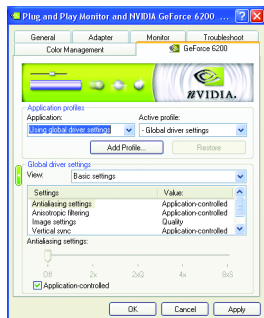 Plug and Play Monitor and NVIDIA GeForce 6200 ...
General Adapter Monitor Troubleshoot
Color Management GeForce 6200
nVIDIA.
Application profiles
Application: Active profile:
Using global driver settings - Global driver settings
Add Profile... Restore
Global driver settings
View: Basic settings
Settings Value:
Antialiasing settings Application-controlled
Anisotropic filtering Application-controlled
Image settings Quality
Vertical sync Application-controlled
Antialiasing settings:
Off 2x 2xQ 4x 8xS
Application-controlled
OK Cancel Apply